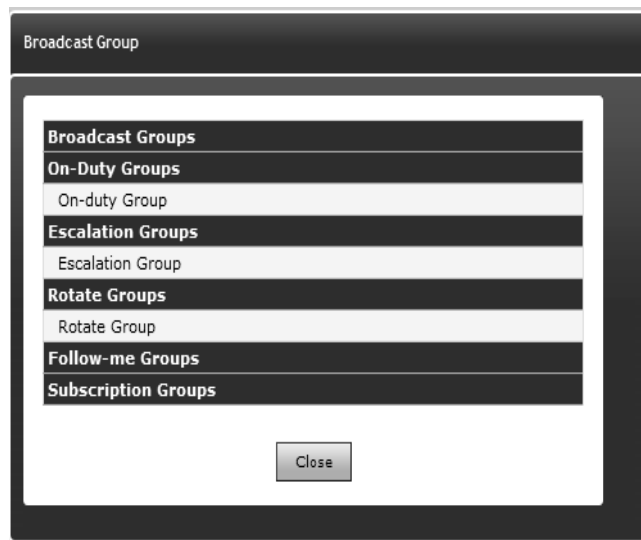 Broadcast Group
Broadcast Groups
On-Duty Groups
On-duty Group
Escalation Groups
Escalation Group
Rotate Groups
Rotate Group
Follow-me Groups
Subscription Groups
Close